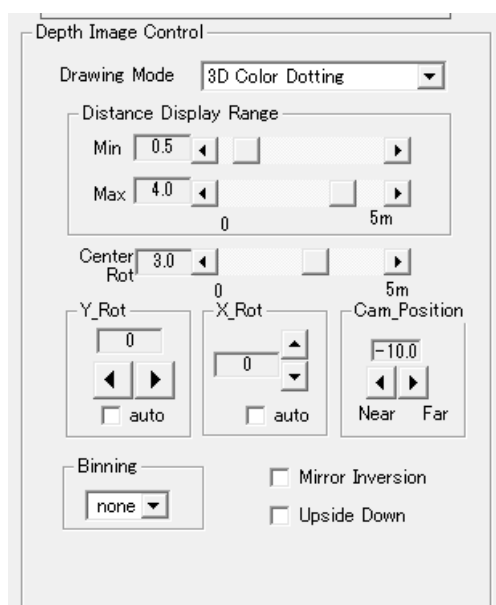 Depth Image Control
Drawing Mode 3D Color Dotting
Distance Display Range
Min 0.5
Max 4.0
0 5m
Center Rot 3.0
0 5m
Y_Rot X_Rot Cam_Position
0 0 -10.0
auto auto Near Far
Binning
none
Mirror Inversion
Upside Down